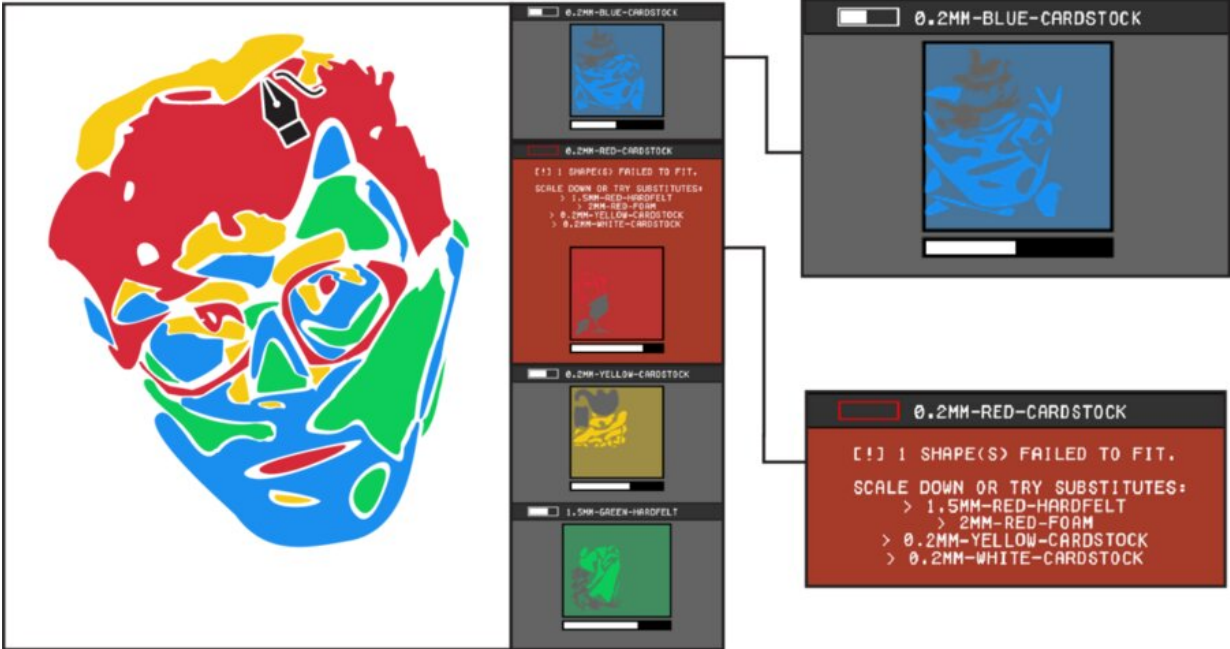 0.2MM-BLUE-CARDSTOCK
0.2MM-RED-CARDSTOCK
[!] 1 SHAPE(S) FAILED TO FIT.
SCALE DOWN OR TRY SUBSTITUTES:
> 1.5MM-RED-HARDFELT
> 2MM-RED-FOAM
> 0.2MM-YELLOW-CARDSTOCK
> 0.2MM-WHITE-CARDSTOCK
0.2MM-YELLOW-CARDSTOCK
1.5MM-GREEN-HARDFELT
0.2MM-BLUE-CARDSTOCK
0.2MM-RED-CARDSTOCK
[!] 1 SHAPE(S) FAILED TO FIT.
SCALE DOWN OR TRY SUBSTITUTES:
> 1.5MM-RED-HARDFELT
> 2MM-RED-FOAM
> 0.2MM-YELLOW-CARDSTOCK
> 0.2MM-WHITE-CARDSTOCK